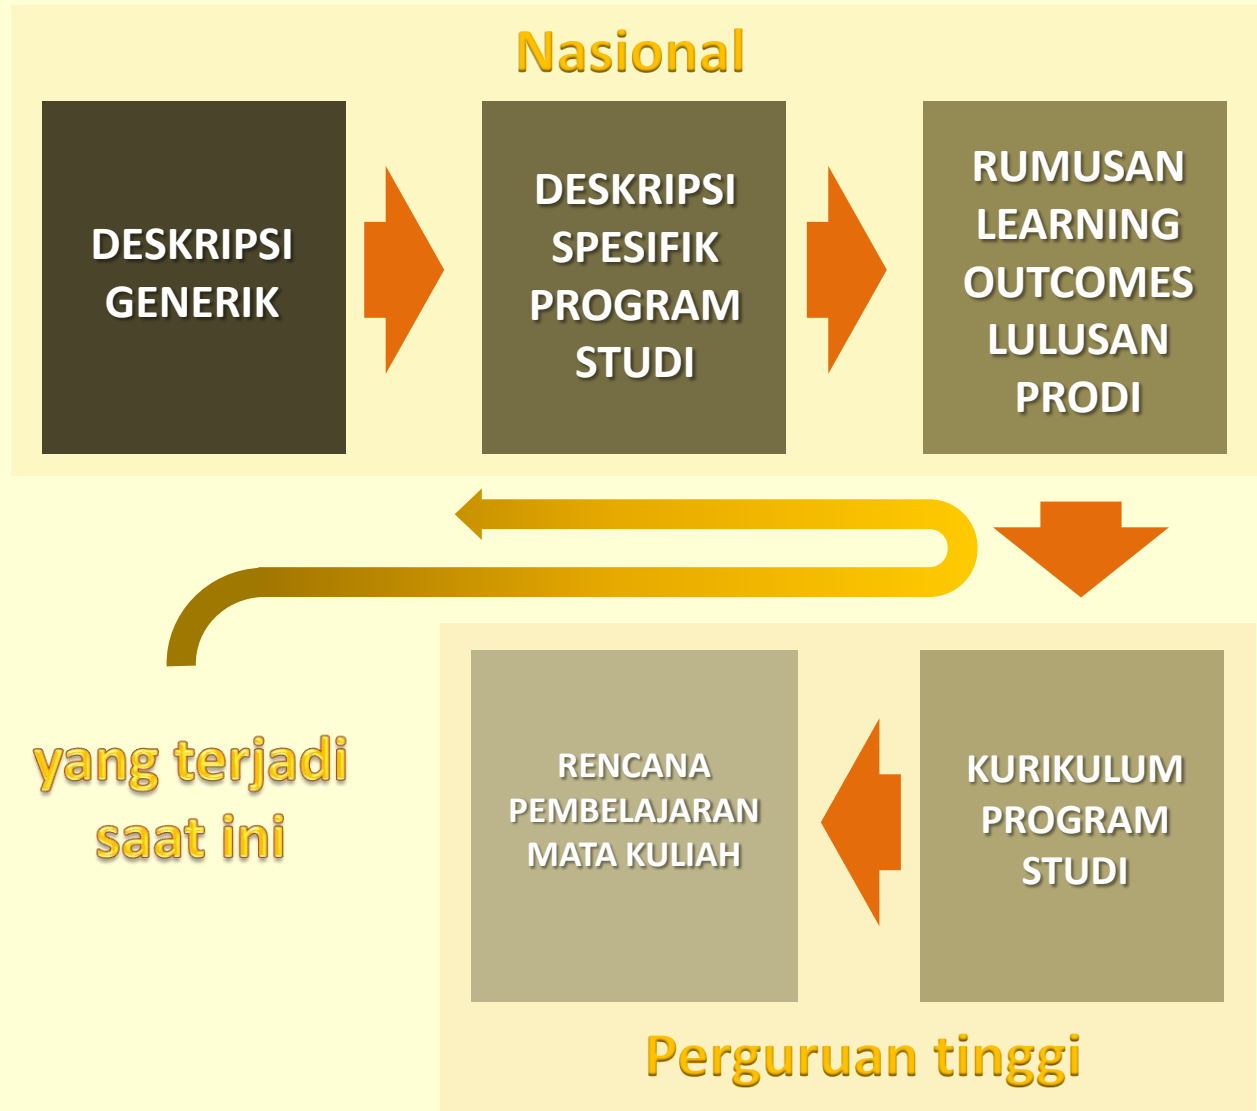 Nasional
DESKRIPSI
GENERIK
DESKRIPSI
SPESIFIK
PROGRAM
STUDI
RUMUSAN
LEARNING
OUTCOMES
LULUSAN
PRODI
yang terjadi
saat ini
RENCANA
PEMBELAJARAN
MATA KULIAH
KURIKULUM
PROGRAM
STUDI
Perguruan tinggi